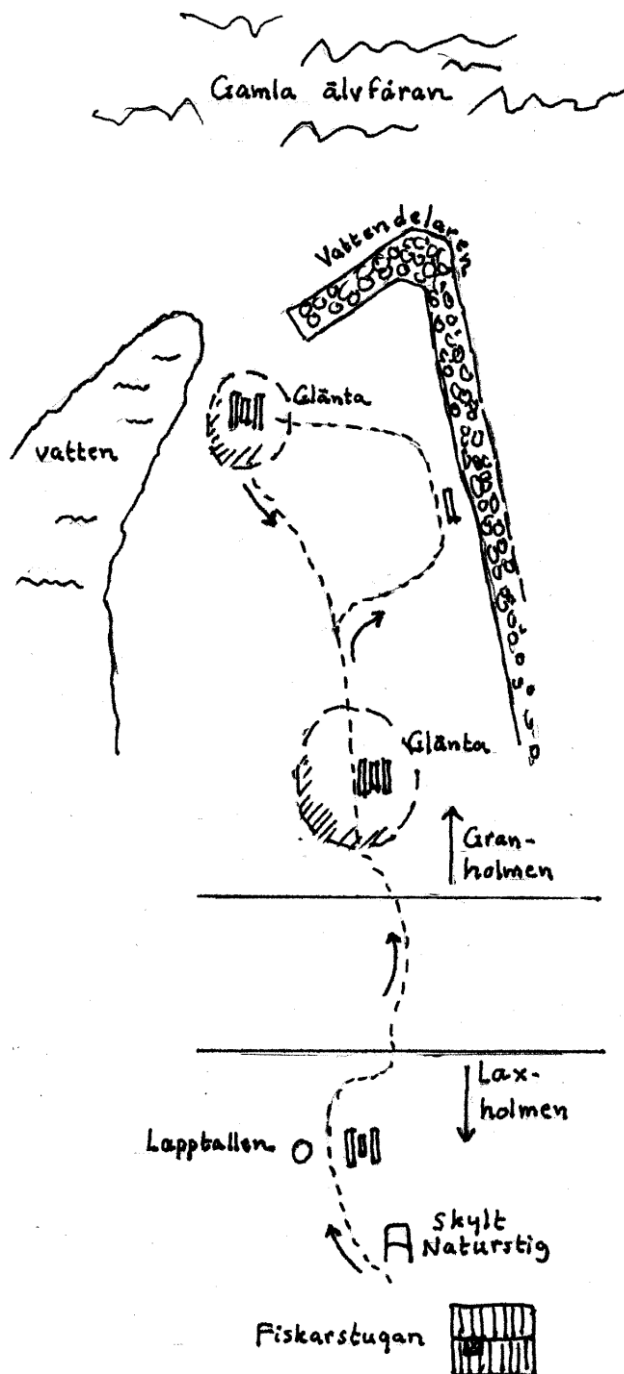 Gamla älvfåran
Vattendelaren
Glänta
vatten
Glänta
Gran-
holmen
Lax-
holmen
Lapptallen
Skylt
Naturstig
Fiskarstugan